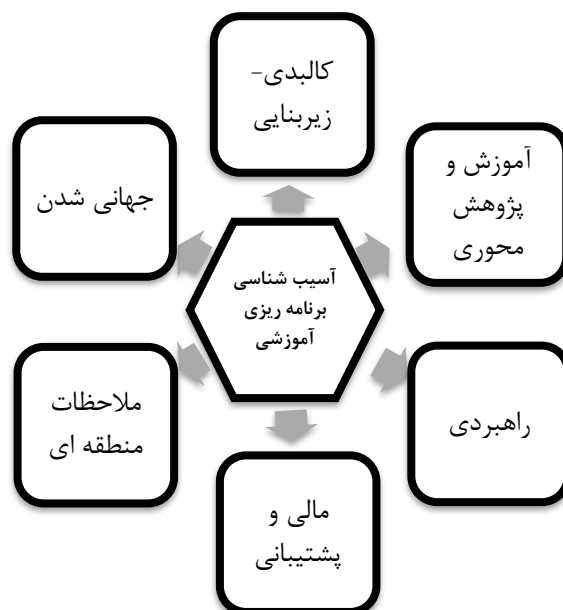 کالبدی-
زیربنایی
آموزش و
پژوهش
محوری
جهانی شدن
آسیب شناسی
برنامه ریزی
آموزشی
راهبردی
ملاحظات
منطقه ای
مالی و
پشتیبانی